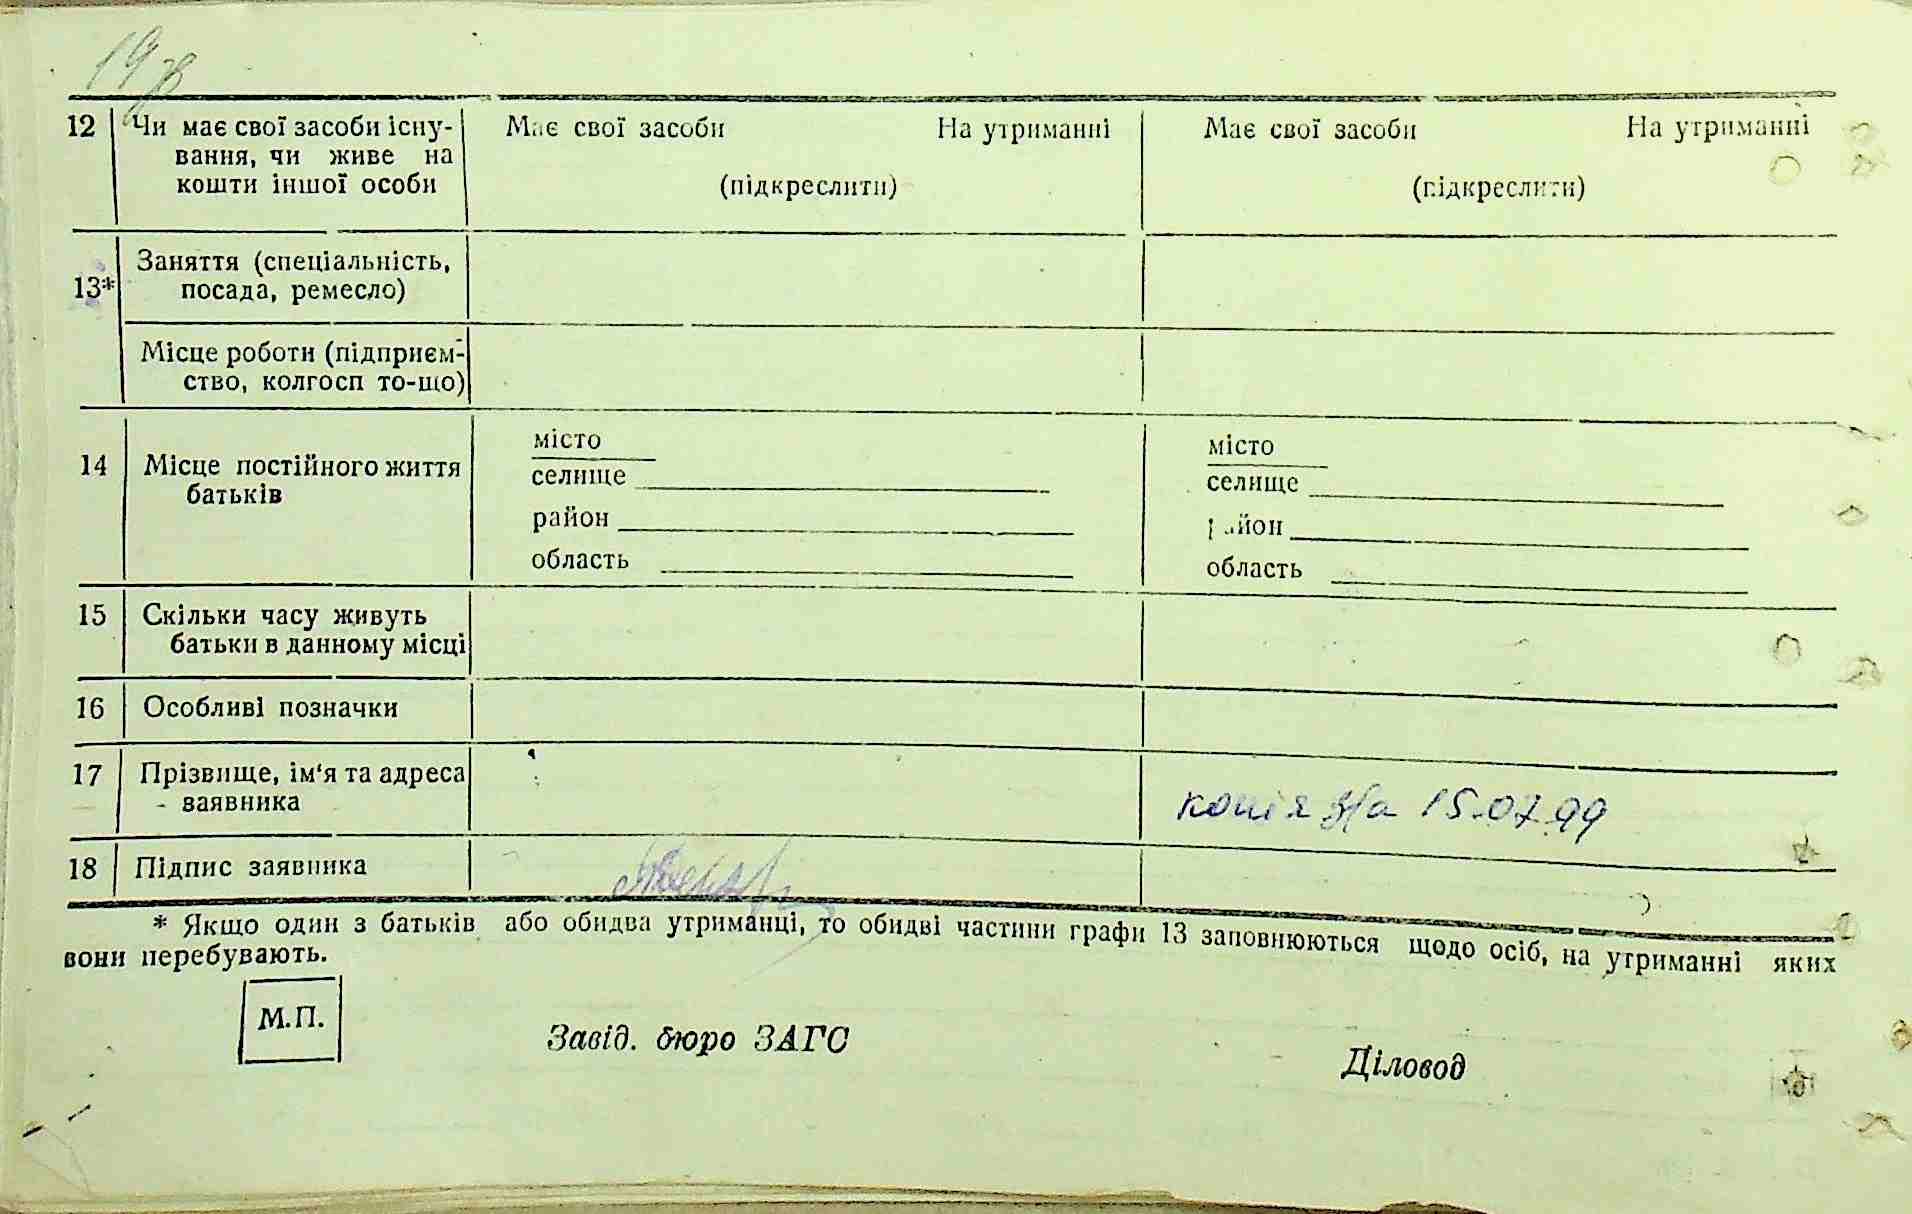 19
12 Чи має свої засоби існу- Має свої засоби На утриманні Має свої засоби На утриманні
вання, чи живе на
кошти іншої особи (підкреслити) (підкреслити)
13* Заняття (спеціальність,
посада, ремесло)
Місце роботи (підприєм-
ство, колгосп то-що)
14 Місце постійного життя
батьків
місто місто
селище селище
район район
область область
15 Скільки часу живуть
батьки в данному місці
16 Особливі позначки
17 Прізвище, ім‘я та адреса
заявника копія 15.07.99
18 Підпис заявника
* Якщо один з батьків або обидва утриманці, то обидві частини графи 13 заповнюються щодо осіб, на утриманні яких
вони перебувають.
М.П.
Завід. бюро ЗАГС
Діловод